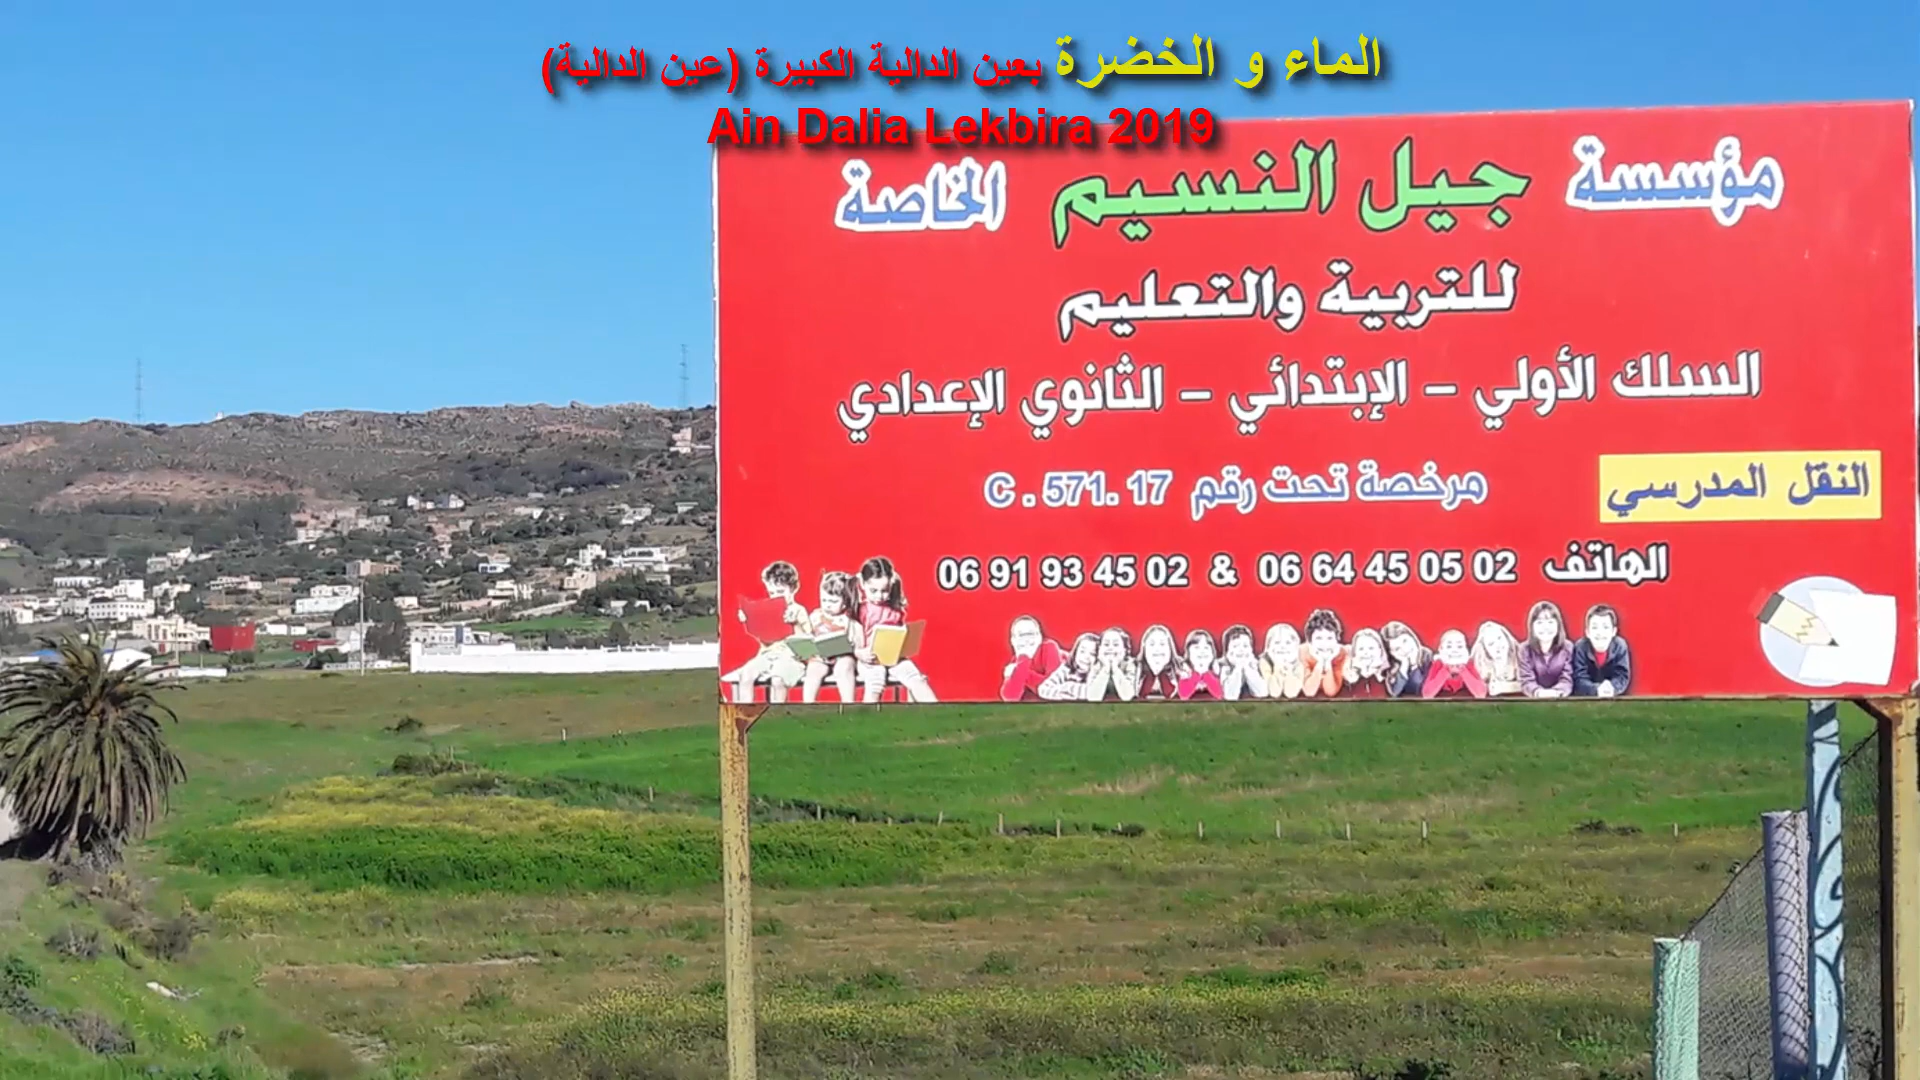 الماء و الخضرة بعين الدالية الكبيرة (عين الدالية)
Ain Dalia Lekbira 2019
مؤسسة جيل النسيم الخاصة
للتربية والتعليم
السلك الأولي - الإبتدائي - الثانوي الإعدادي
مرخصة تحت رقم C . 571. 17
النقل المدرسي
الهاتف 06 64 45 05 02 & 06 91 93 45 02